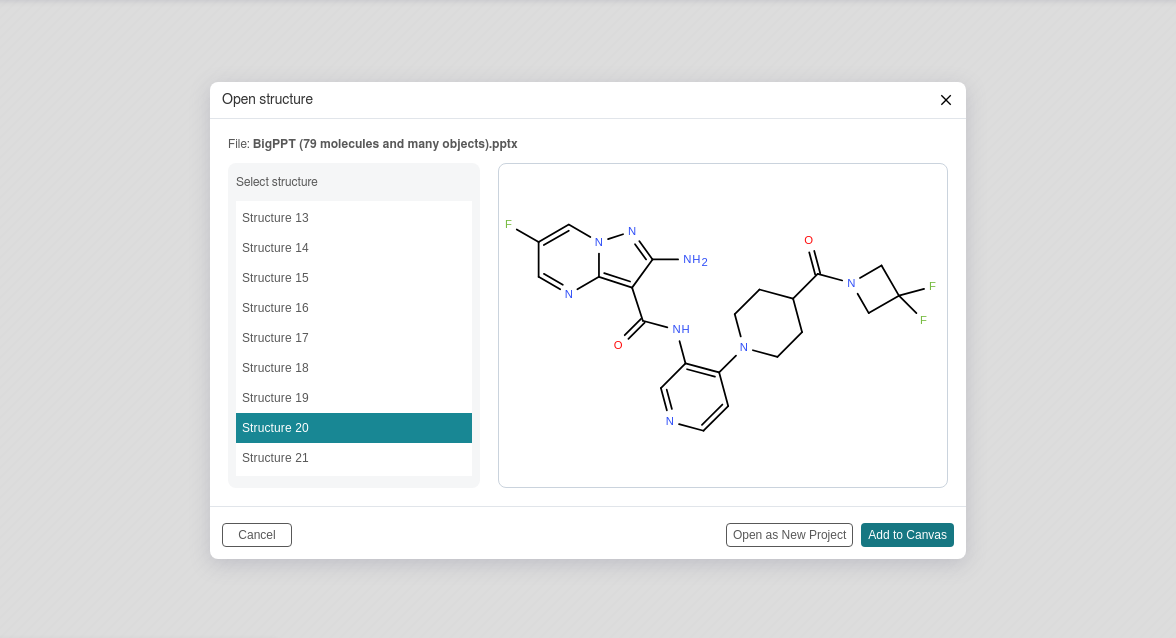 Open structure
File: BigPPT (79 molecules and many objects).pptx
Select structure
Structure 13
Structure 14
Structure 15
Structure 16
Structure 17
Structure 18
Structure 19
Structure 20
Structure 21
F
N
N
NH2
N
O
NH
N
N
O
N
F
F
Cancel
Open as New Project
Add to Canvas